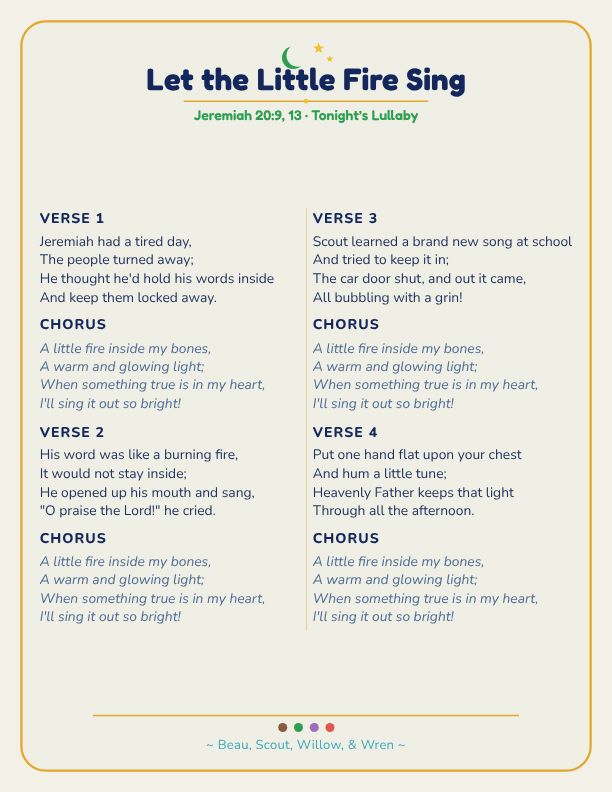 Let the Little Fire Sing
Jeremiah 20:9, 13 · Tonight's Lullaby
VERSE 1
Jeremiah had a tired day,
The people turned away;
He thought he'd hold his words inside
And keep them locked away.
CHORUS
A little fire inside my bones,
A warm and glowing light;
When something true is in my heart,
I'll sing it out so bright!
VERSE 2
His word was like a burning fire,
It would not stay inside;
He opened up his mouth and sang,
"O praise the Lord!" he cried.
CHORUS
A little fire inside my bones,
A warm and glowing light;
When something true is in my heart,
I'll sing it out so bright!
VERSE 3
Scout learned a brand new song at school
And tried to keep it in;
The car door shut, and out it came,
All bubbling with a grin!
CHORUS
A little fire inside my bones,
A warm and glowing light;
When something true is in my heart,
I'll sing it out so bright!
VERSE 4
Put one hand flat upon your chest
And hum a little tune;
Heavenly Father keeps that light
Through all the afternoon.
CHORUS
A little fire inside my bones,
A warm and glowing light;
When something true is in my heart,
I'll sing it out so bright!
~ Beau, Scout, Willow, & Wren ~